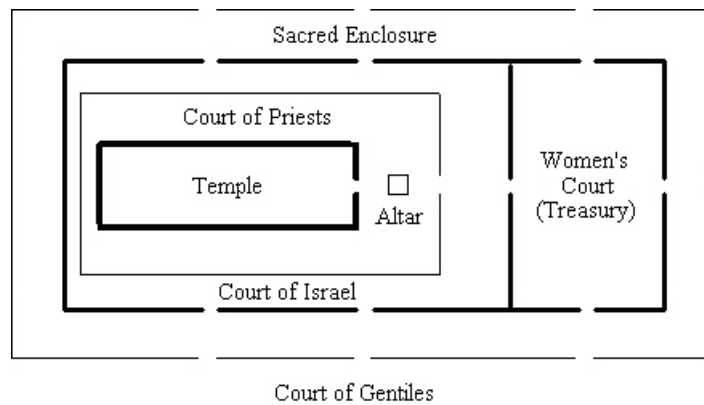 Sacred Enclosure
Court of Priests
Temple
Altar
Women's
Court
(Treasury)
Court of Israel
Court of Gentiles